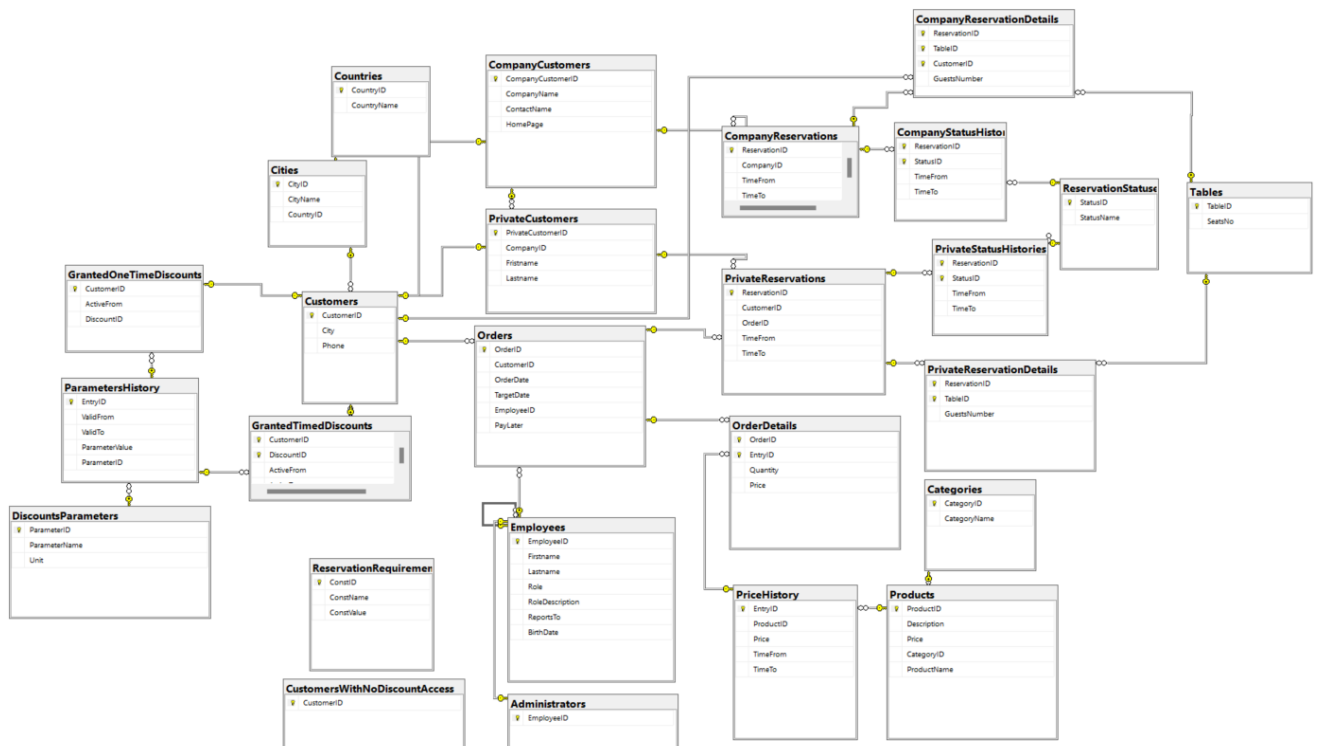 CompanyReservationDetails
ReservationID
TableID
CustomerID
GuestsNumber
CompanyCustomers
CompanyCustomerID
CompanyName
ContactName
HomePage
Countries
CountryID
CountryName
CompanyReservations
ReservationID
CompanyID
TimeFrom
TimeTo
CompanyStatusHistor
ReservationID
StatusID
TimeFrom
TimeTo
Cities
CityID
CityName
CountryID
ReservationStatuse
StatusID
StatusName
Tables
TableID
SeatsNo
PrivateCustomers
PrivateCustomerID
CompanyID
Fristname
Lastname
PrivateStatusHistories
ReservationID
StatusID
TimeFrom
TimeTo
GrantedOneTimeDiscounts
CustomerID
ActiveFrom
DiscountID
PrivateReservations
ReservationID
CustomerID
OrderID
TimeFrom
TimeTo
Customers
CustomerID
City
Phone
Orders
OrderID
CustomerID
OrderDate
TargetDate
EmployeeID
PayLater
PrivateReservationDetails
ReservationID
TableID
GuestsNumber
ParametersHistory
EntryID
ValidFrom
ValidTo
ParameterValue
ParameterID
GrantedTimedDiscounts
CustomerID
DiscountID
ActiveFrom
OrderDetails
OrderID
EntryID
Quantity
Price
Categories
CategoryID
CategoryName
DiscountsParameters
ParameterID
ParameterName
Unit
Employees
EmployeeID
Firstname
Lastname
Role
RoleDescription
ReportsTo
BirthDate
ReservationRequiremen
ConstID
ConstName
ConstValue
PriceHistory
EntryID
ProductID
Price
TimeFrom
TimeTo
Products
ProductID
Description
Price
CategoryID
ProductName
CustomersWithNoDiscountAccess
CustomerID
Administrators
EmployeeID